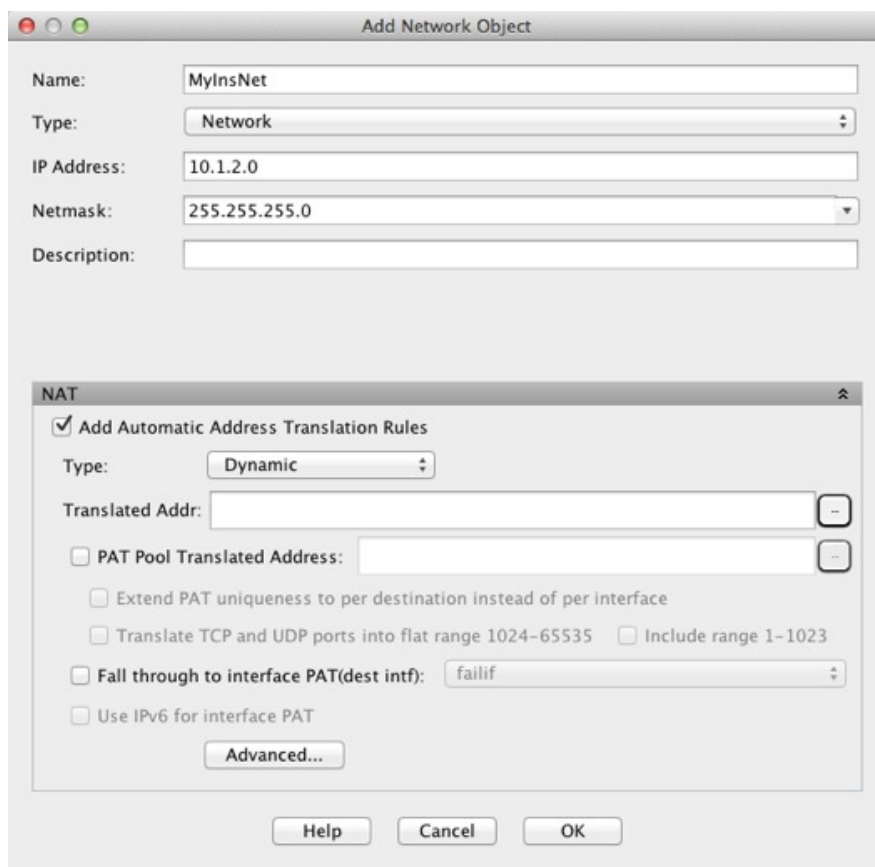 Add Network Object
Name: MyInsNet
Type: Network
IP Address: 10.1.2.0
Netmask: 255.255.255.0
Description:
NAT
Add Automatic Address Translation Rules
Type: Dynamic
Translated Addr:
PAT Pool Translated Address:
Extend PAT uniqueness to per destination instead of per interface
Translate TCP and UDP ports into flat range 1024-65535 Include range 1-1023
Fall through to interface PAT(dest intf): failif
Use IPv6 for interface PAT
Advanced...
Help Cancel OK